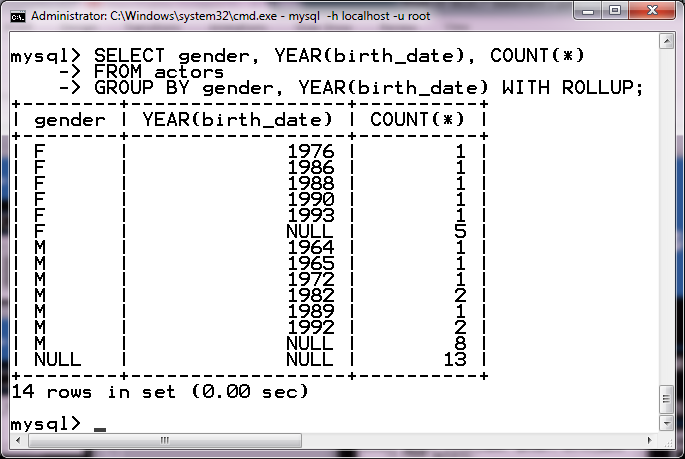 Administrator: C:\Windows\system32\cmd.exe - mysql  -h localhost -u root
mysql> SELECT gender, YEAR(birth_date), COUNT(*)
    -> FROM actors
    -> GROUP BY gender, YEAR(birth_date) WITH ROLLUP;
+--------+------------------+----------+
| gender | YEAR(birth_date) | COUNT(*) |
+--------+------------------+----------+
| F      |             1976 |        1 |
| F      |             1986 |        1 |
| F      |             1988 |        1 |
| F      |             1990 |        1 |
| F      |             1993 |        1 |
| F      |             NULL |        5 |
| M      |             1964 |        1 |
| M      |             1965 |        1 |
| M      |             1972 |        1 |
| M      |             1982 |        2 |
| M      |             1989 |        1 |
| M      |             1992 |        2 |
| M      |             NULL |        8 |
| NULL   |             NULL |       13 |
+--------+------------------+----------+
14 rows in set (0.00 sec)
mysql> _